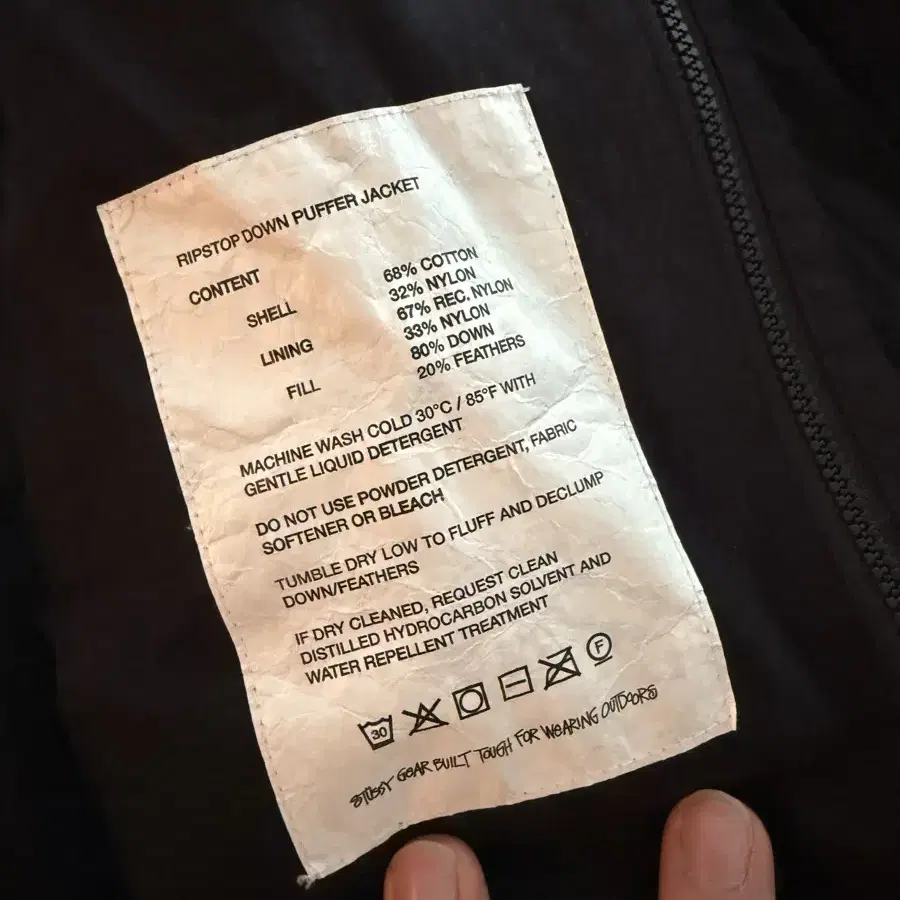 RIPSTOP DOWN PUFFER JACKET
CONTENT
SHELL 68% COTTON
32% NYLON
LINING 67% REC. NYLON
33% NYLON
FILL 80% DOWN
20% FEATHERS
MACHINE WASH COLD 30°C / 85°F WITH
GENTLE LIQUID DETERGENT
DO NOT USE POWDER DETERGENT, FABRIC
SOFTENER OR BLEACH
TUMBLE DRY LOW TO FLUFF AND DECLUMP
DOWN/FEATHERS
IF DRY CLEANED, REQUEST CLEAN
DISTILLED HYDROCARBON SOLVENT AND
WATER REPELLENT TREATMENT
30 F
STÜSSY GEAR BUILT TOUGH FOR WEARING OUTDOORS